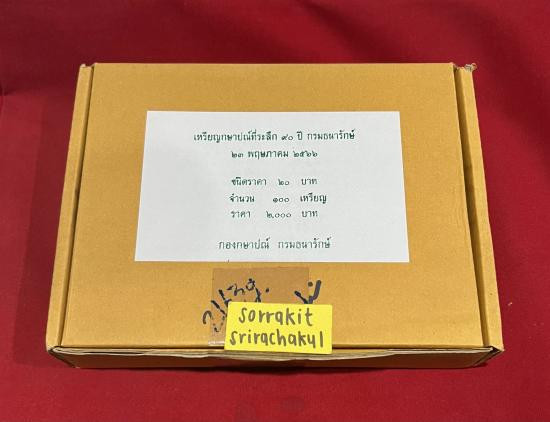 เหรียญกษาปณ์ที่ระลึก ๙๐ ปี กรมธนารักษ์
๒๓ พฤษภาคม ๒๕๖๖
ชนิดราคา ๒๐ บาท
จำนวน ๑๐๐ เหรียญ
ราคา ๒,๐๐๐ บาท
กองกษาปณ์ กรมธนารักษ์
sorrakit
srirachakul